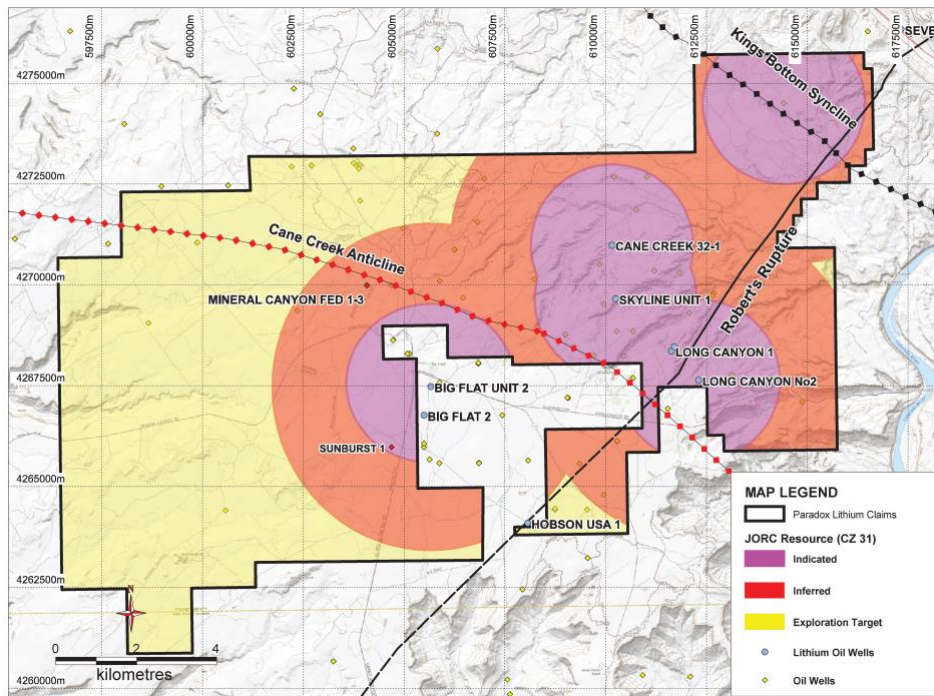 597500m
600000m
602500m
605000m
607500m
610000m
612500m
615000m
617500m
SEVE
Kings Bottom Syncline
4275000m
4272500m
Cane Creek Anticline
CANE CREEK 32-1
4270000m
MINERAL CANYON FED 1-3
SKYLINE UNIT 1
Robert's Rupture
LONG CANYON 1
4267500m
BIG FLAT UNIT 2
LONG CANYON No2
BIG FLAT 2
SUNBURST 1
4265000m
HOBSON USA 1
4262500m
N
0 2 4
kilometres
4260000m
MAP LEGEND
Paradox Lithium Claims
JORC Resource (CZ 31)
Indicated
Inferred
Exploration Target
Lithium Oil Wells
Oil Wells